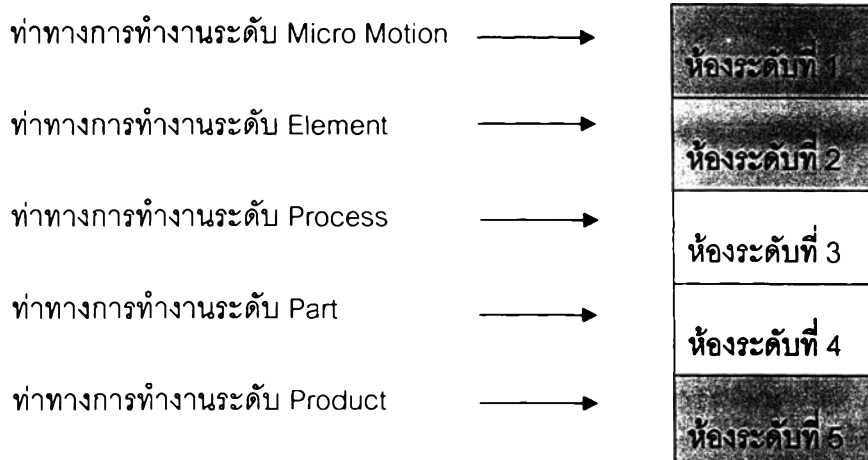 ท่าทางการทำงานระดับ Micro Motion
ห้องระดับที่ 1
ท่าทางการทำงานระดับ Element
ห้องระดับที่ 2
ท่าทางการทำงานระดับ Process
ห้องระดับที่ 3
ท่าทางการทำงานระดับ Part
ห้องระดับที่ 4
ท่าทางการทำงานระดับ Product
ห้องระดับที่ 5